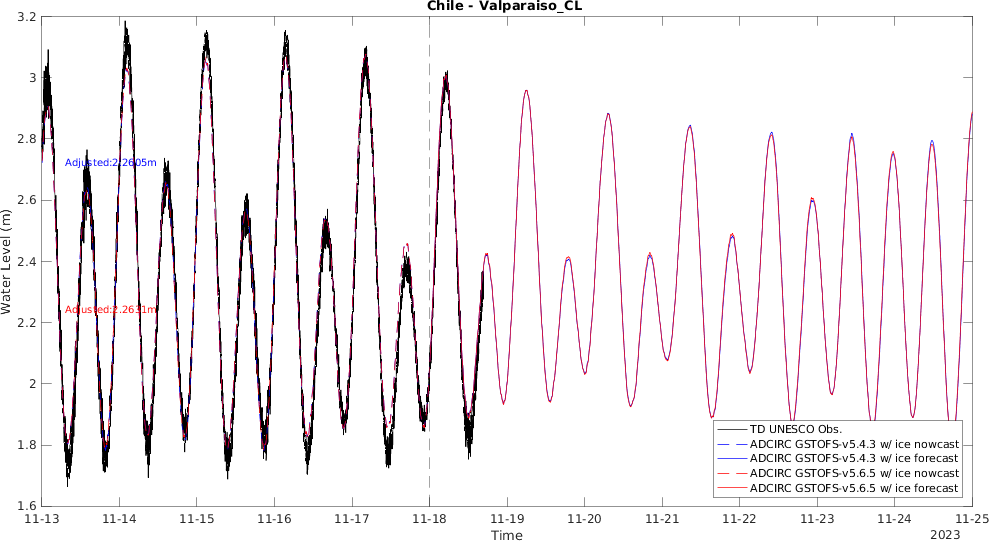 Chile - Valparaiso_CL
3.2
3
2.8
2.6
2.4
2.2
2
1.8
1.6
Water Level (m)
Adjusted:2.2605m
Adjusted:2.2631m
TD UNESCO Obs.
ADCIRC GSTOFS-v5.4.3 w/ ice nowcast
ADCIRC GSTOFS-v5.4.3 w/ ice forecast
ADCIRC GSTOFS-v5.6.5 w/ ice nowcast
ADCIRC GSTOFS-v5.6.5 w/ ice forecast
11-13 11-14 11-15 11-16 11-17 11-18 11-19 11-20 11-21 11-22 11-23 11-24 11-25
Time
2023